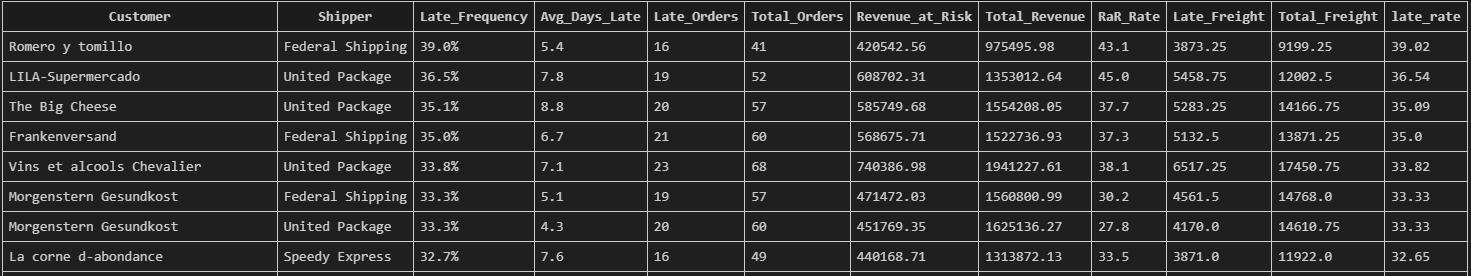 Customer Shipper Late_Frequency Avg_Days_Late Late_Orders Total_Orders Revenue_at_Risk Total_Revenue RaR_Rate Late_Freight Total_Freight late_rate
Romero y tomillo Federal Shipping 39.0% 5.4 16 41 420542.56 975495.98 43.1 3873.25 9199.25 39.02
LILA-Supermercado United Package 36.5% 7.8 19 52 608702.31 1353012.64 45.0 5458.75 12002.5 36.54
The Big Cheese United Package 35.1% 8.8 20 57 585749.68 1554208.05 37.7 5283.25 14166.75 35.09
Frankenversand Federal Shipping 35.0% 6.7 21 60 568675.71 1522736.93 37.3 5132.5 13871.25 35.0
Vins et alcools Chevalier United Package 33.8% 7.1 23 68 740386.98 1941227.61 38.1 6517.25 17450.75 33.82
Morgenstern Gesundkost Federal Shipping 33.3% 5.1 19 57 471472.03 1560800.99 30.2 4561.5 14768.0 33.33
Morgenstern Gesundkost United Package 33.3% 4.3 20 60 451769.35 1625136.27 27.8 4170.0 14610.75 33.33
La corne d-abondance Speedy Express 32.7% 7.6 16 49 440168.71 1313872.13 33.5 3871.0 11922.0 32.65